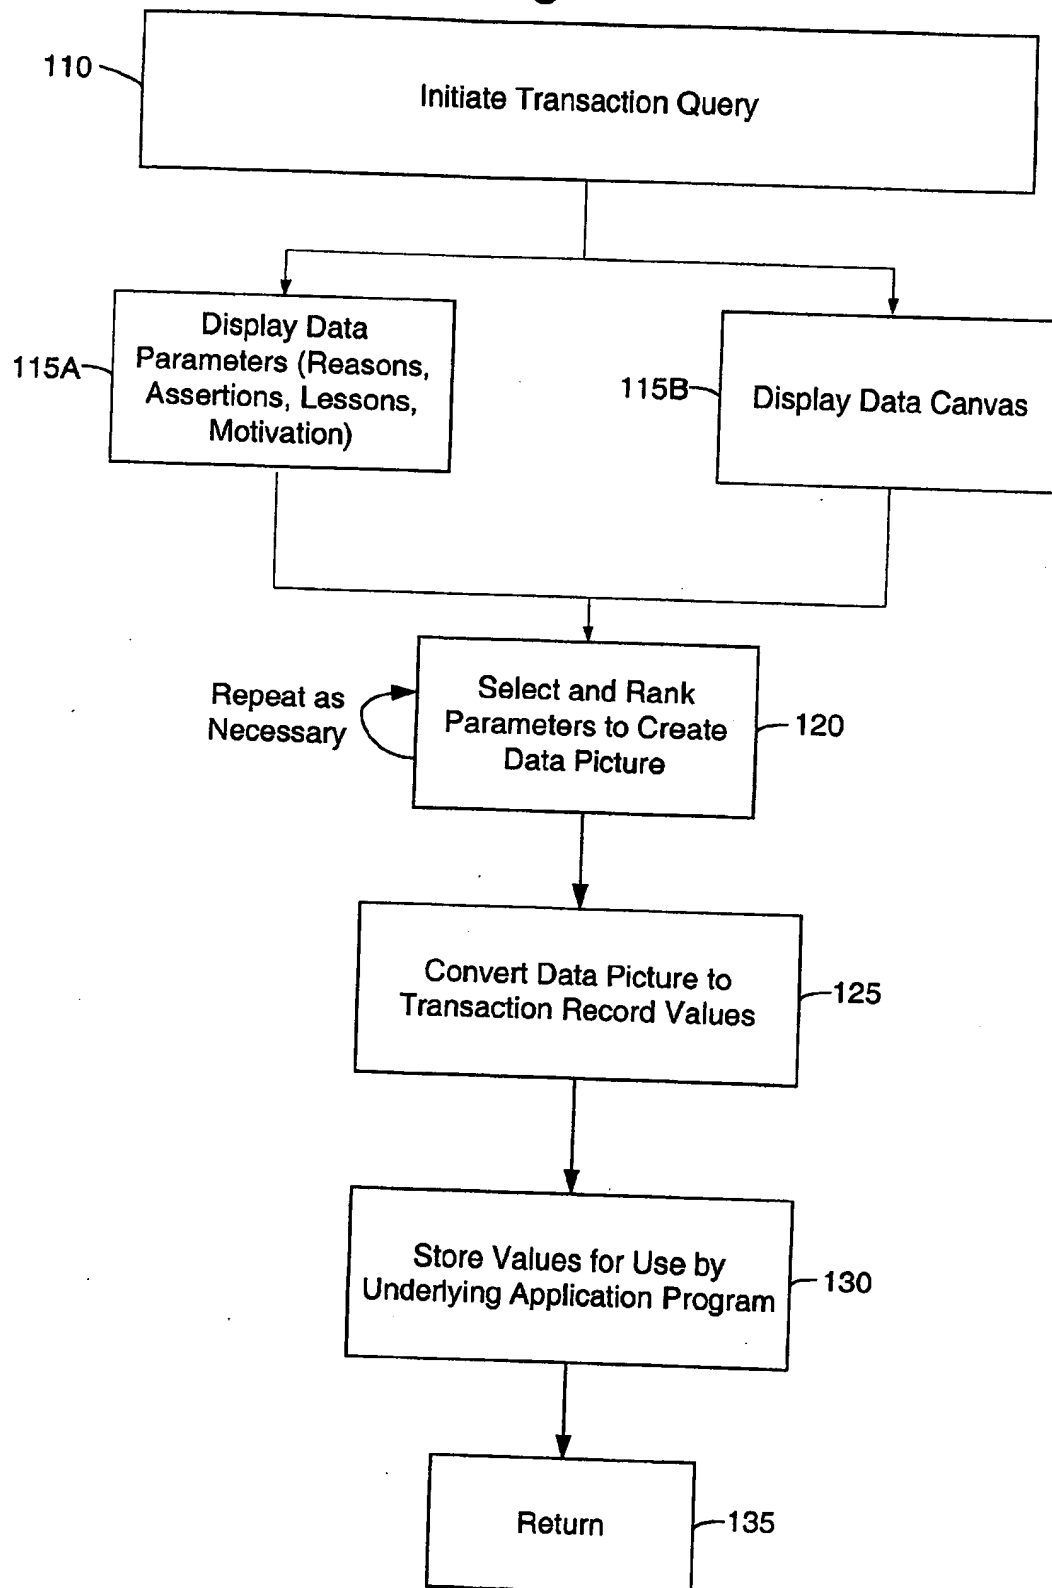 110
Initiate Transaction Query
Display Data
Parameters (Reasons,
Assertions, Lessons,
Motivation)
115A
115B
Display Data Canvas
Repeat as
Necessary
Select and Rank
Parameters to Create
Data Picture
120
Convert Data Picture to
Transaction Record Values
125
Store Values for Use by
Underlying Application Program
130
Return
135